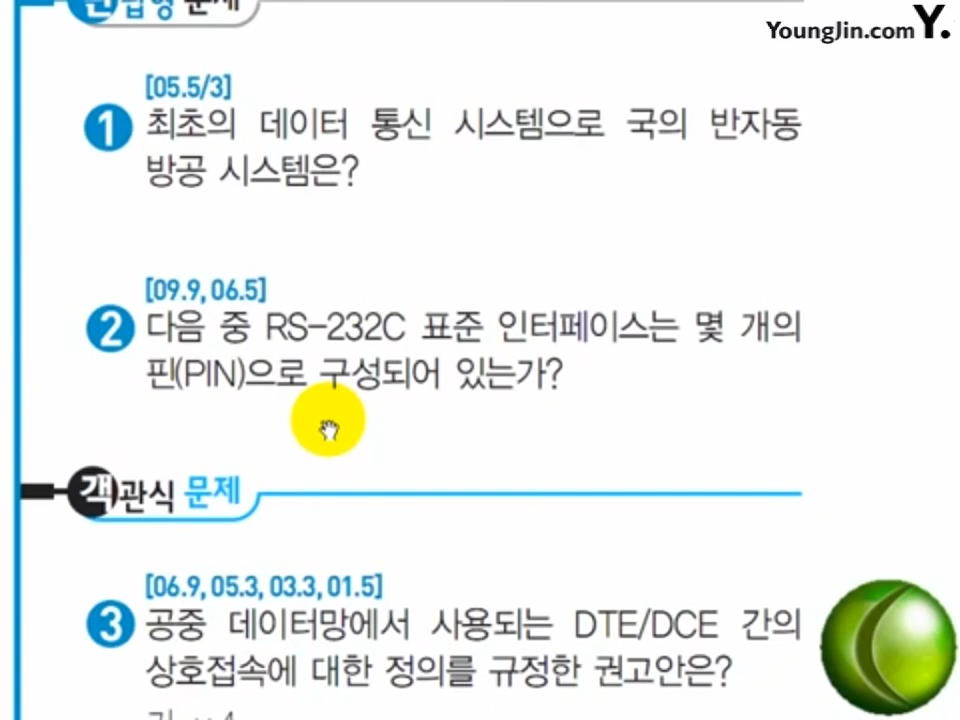 YoungJin.com Y.
[05.5/3]
1 최초의 데이터 통신 시스템으로 국의 반자동
방공 시스템은?
[09.9, 06.5]
2 다음 중 RS-232C 표준 인터페이스는 몇 개의
핀(PIN)으로 구성되어 있는가?
객관식 문제
[06.9, 05.3, 03.3, 01.5]
3 공중 데이터망에서 사용되는 DTE/DCE 간의
상호접속에 대한 정의를 규정한 권고안은?